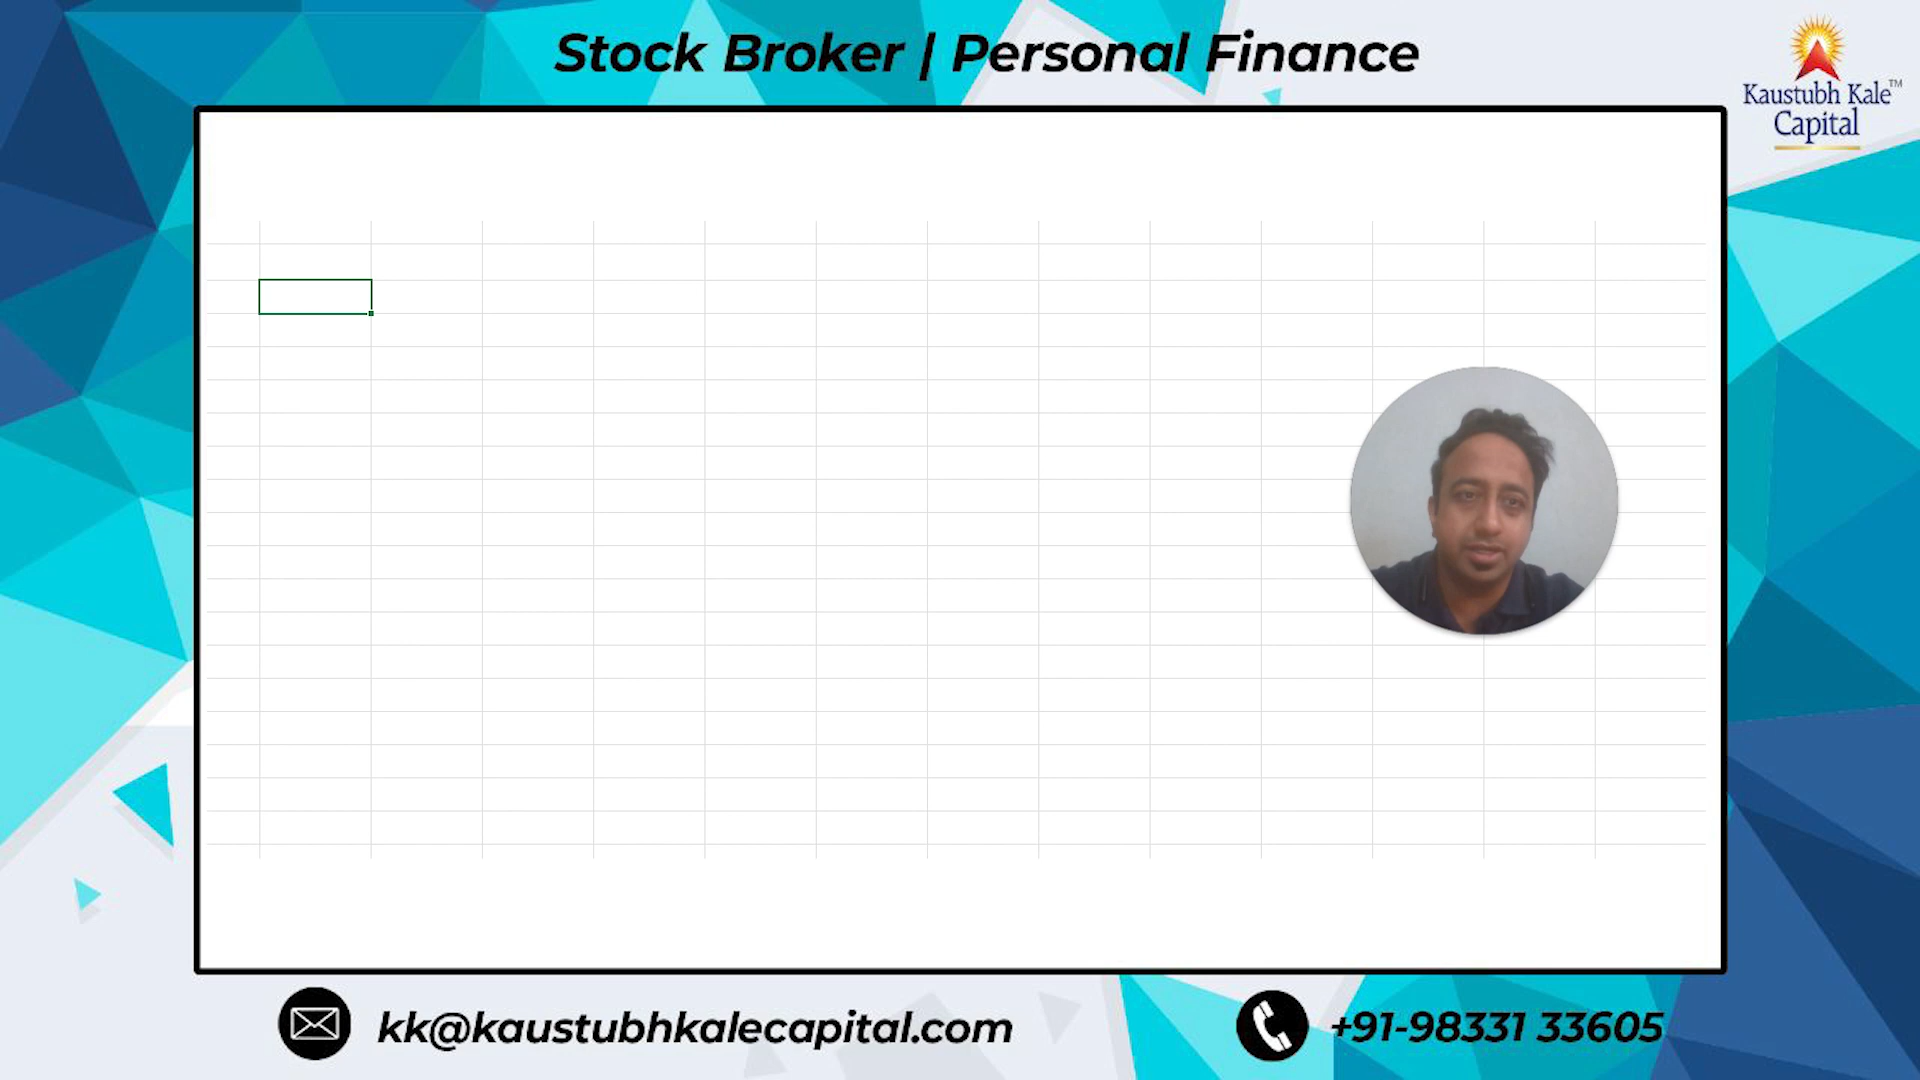 Stock Broker | Personal Finance
Kaustubh Kale™
Capital
kk@kaustubhkalecapital.com
+91-98331 33605